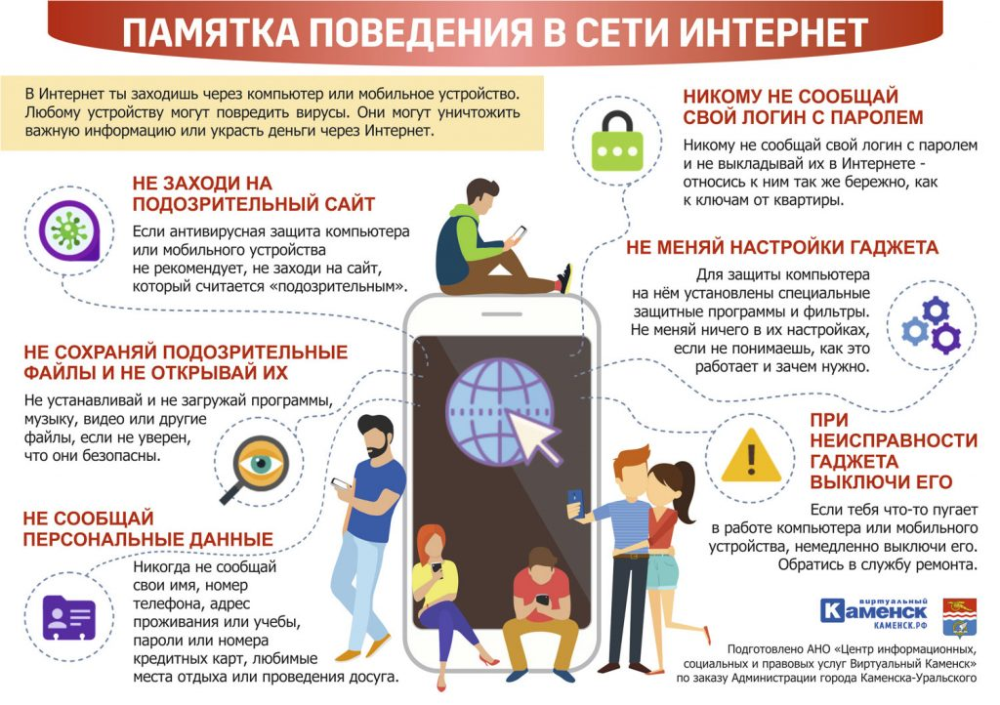 ПАМЯТКА ПОВЕДЕНИЯ В СЕТИ ИНТЕРНЕТ
В Интернет ты заходишь через компьютер или мобильное устройство.
Любому устройству могут повредить вирусы. Они могут уничтожить
важную информацию или украсть деньги через Интернет.
НЕ ЗАХОДИ НА
ПОДОЗРИТЕЛЬНЫЙ САЙТ
Если антивирусная защита компьютера
или мобильного устройства
не рекомендует, не заходи на сайт,
который считается «подозрительным».
НЕ СОХРАНЯЙ ПОДОЗРИТЕЛЬНЫЕ
ФАЙЛЫ И НЕ ОТКРЫВАЙ ИХ
Не устанавливай и не загружай программы,
музыку, видео или другие
файлы, если не уверен,
что они безопасны.
НЕ СООБЩАЙ
ПЕРСОНАЛЬНЫЕ ДАННЫЕ
Никогда не сообщай
свои имя, номер
телефона, адрес
проживания или учебы,
пароли или номера
кредитных карт, любимые
места отдыха или проведения досуга.
НИКОМУ НЕ СООБЩАЙ
СВОЙ ЛОГИН С ПАРОЛЕМ
Никому не сообщай свой логин с паролем
и не выкладывай их в Интернете -
относись к ним так же бережно, как
к ключам от квартиры.
НЕ МЕНЯЙ НАСТРОЙКИ ГАДЖЕТА
Для защиты компьютера
на нём установлены специальные
защитные программы и фильтры.
Не меняй ничего в их настройках,
если не понимаешь, как это
работает и зачем нужно.
ПРИ
НЕИСПРАВНОСТИ
ГАДЖЕТА
ВЫКЛЮЧИ ЕГО
Если тебя что-то пугает
в работе компьютера или мобильного
устройства, немедленно выключи его.
Обратись в службу ремонта.
виртуальный
Каменск
КАМЕНСК.РФ
Подготовлено АНО «Центр информационных,
социальных и правовых услуг Виртуальный Каменск»
по заказу Администрации города Каменска-Уральского